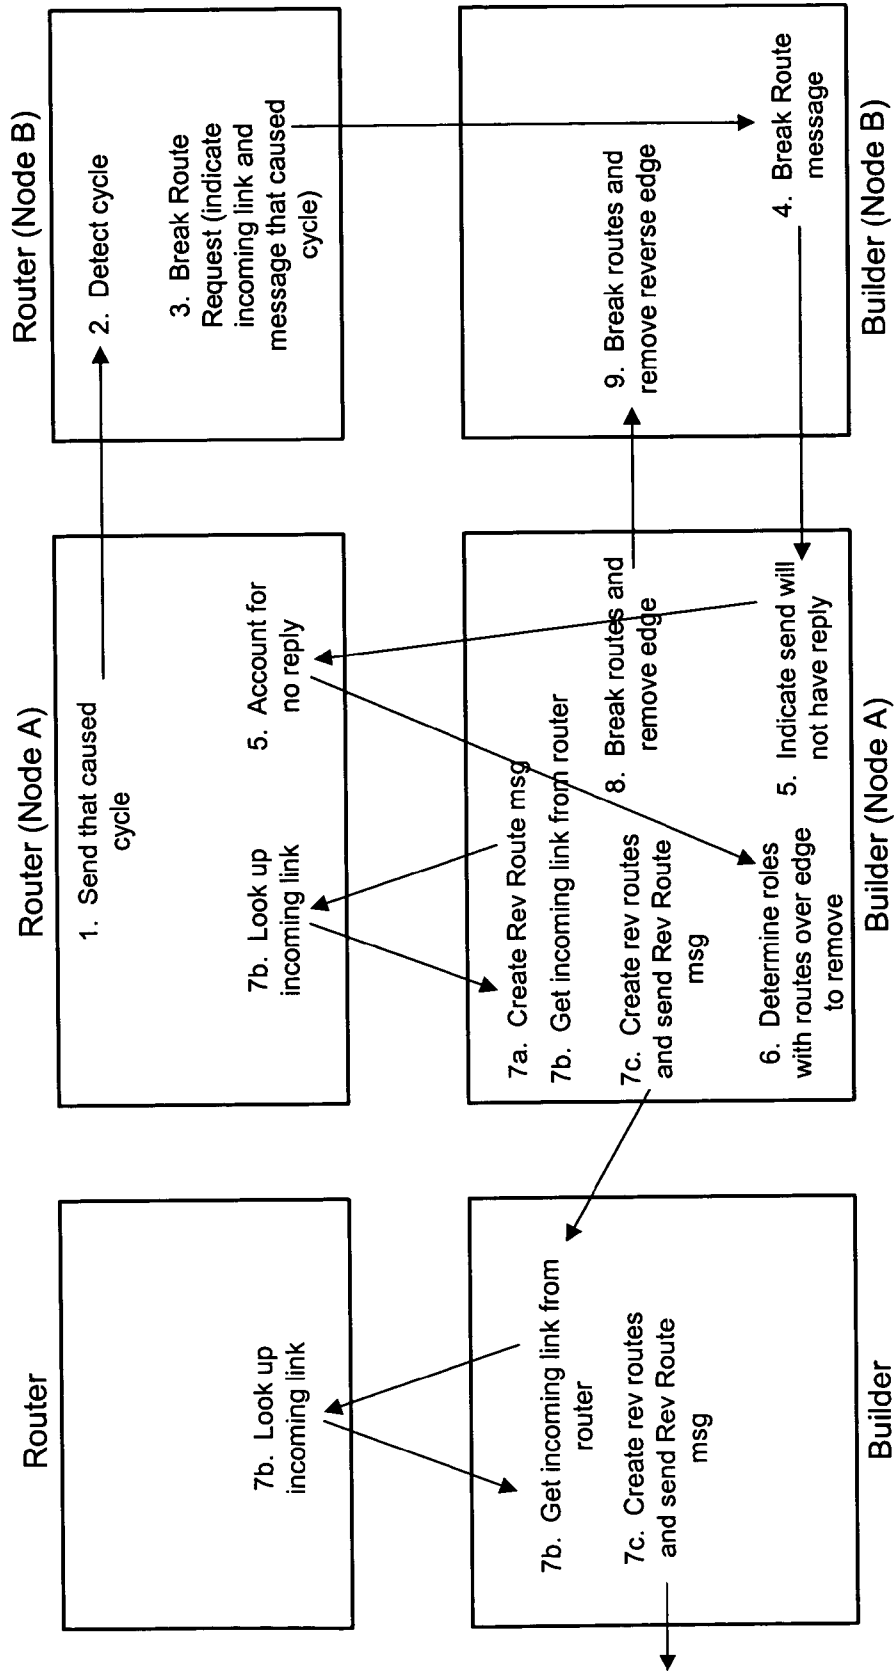 Router
7b. Look up
incoming link
Router (Node A)
1. Send that caused
cycle
7b. Look up
incoming link
5. Account for
no reply
Router (Node B)
2. Detect cycle
3. Break Route
Request (indicate
incoming link and
message that caused
cycle)
7b. Get incoming link from
router
7c. Create rev routes
and send Rev Route
msg
Builder
7a. Create Rev Route msg
7b. Get incoming link from router
7c. Create rev routes
and send Rev Route
msg
8. Break routes and
remove edge
6. Determine roles
with routes over edge
to remove
5. Indicate send will
not have reply
Builder (Node A)
9. Break routes and
remove reverse edge
4. Break Route
message
Builder (Node B)